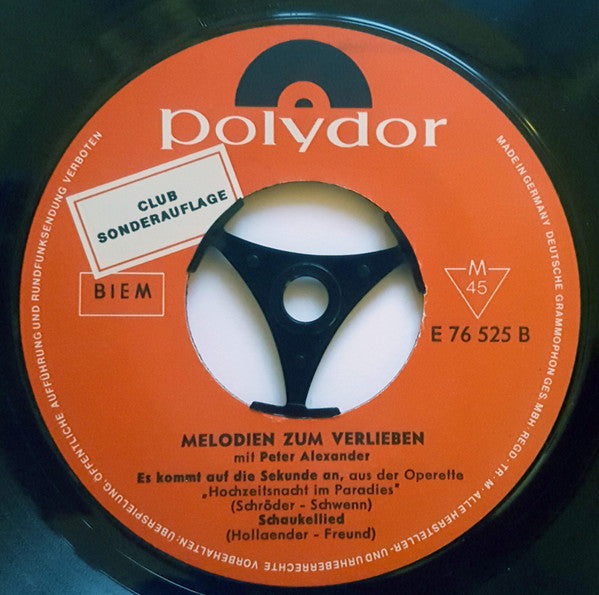 polydor
CLUB
SONDERAUFLAGE
BIEM
M
45
E 76 525 B
MELODIEN ZUM VERLIEBEN
mit Peter Alexander
Es kommt auf die Sekunde an, aus der Operette
„Hochzeitsnacht im Paradies"
(Schröder - Schwenn)
Schaukellied
(Hollaender - Freund)
MADE IN GERMANY. DEUTSCHE GRAMMOPHON GES. MBH. REGD. TR. M. ALLE HERSTELLER- UND URHEBERRECHTE VORBEHALTEN: ÜBERSPIELUNG, ÖFFENTLICHE AUFFÜHRUNG UND RUNDFUNKSENDUNG VERBOTEN